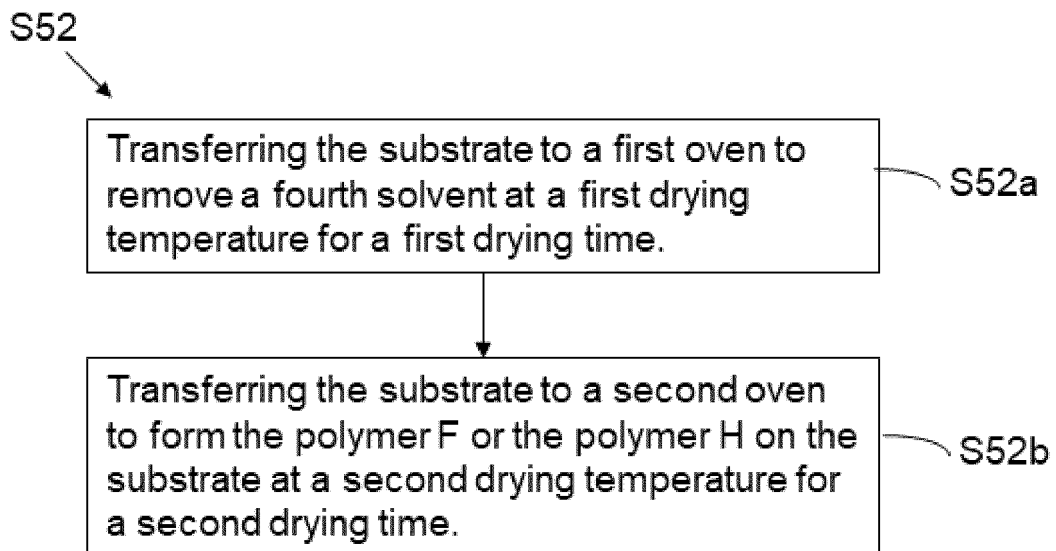 S52
Transferring the substrate to a first oven to
remove a fourth solvent at a first drying
temperature for a first drying time.
S52a
Transferring the substrate to a second oven
to form the polymer F or the polymer H on the
substrate at a second drying temperature for
a second drying time.
S52b